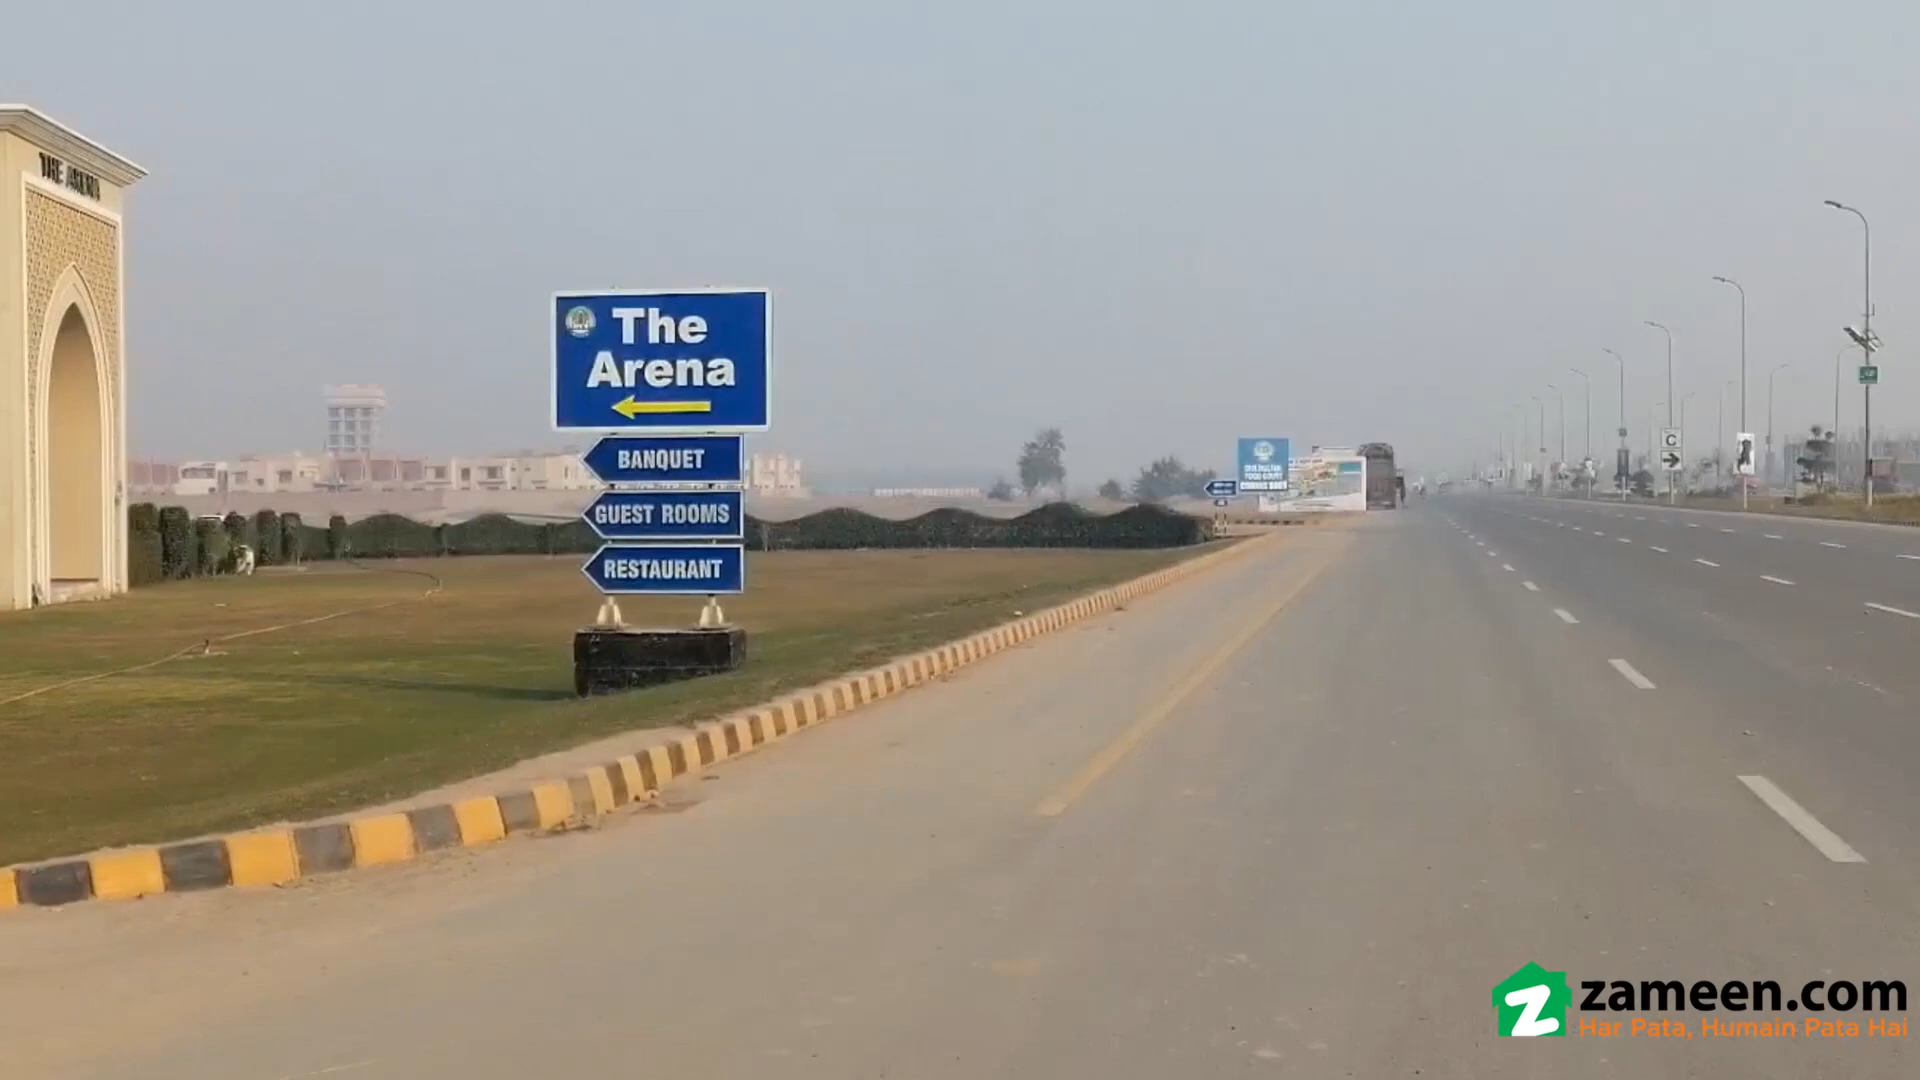 THE ARENA
The
Arena
BANQUET
GUEST ROOMS
RESTAURANT
C
zameen.com
Har Pata, Humain Pata Hai